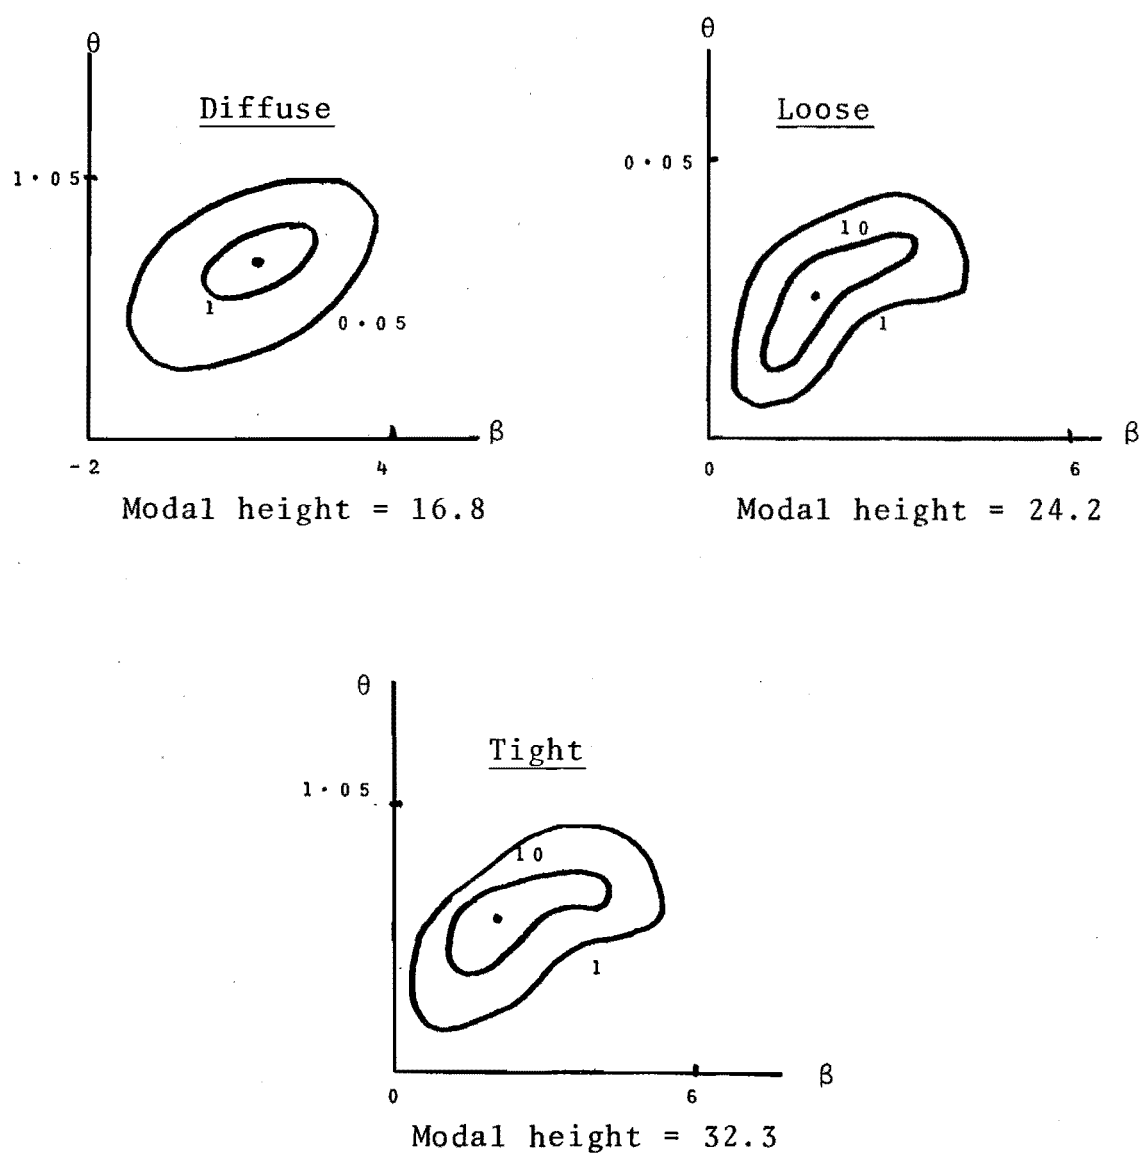 θ
Diffuse
1·05
1
0·05
β
-2
4
Modal height = 16.8
θ
Loose
0·05
10
1
β
0
6
Modal height = 24.2
θ
Tight
1·05
10
1
β
0
6
Modal height = 32.3